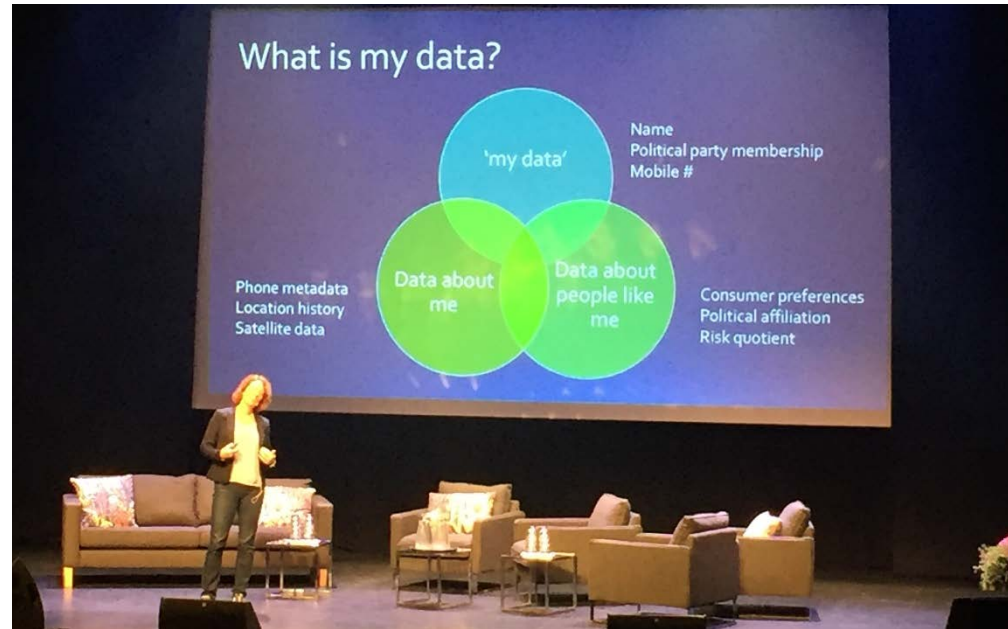 What is my data?
'my data'
Name
Political party membership
Mobile #
Data about
me
Data about
people like
me
Phone metadata
Location history
Satellite data
Consumer preferences
Political affiliation
Risk quotient